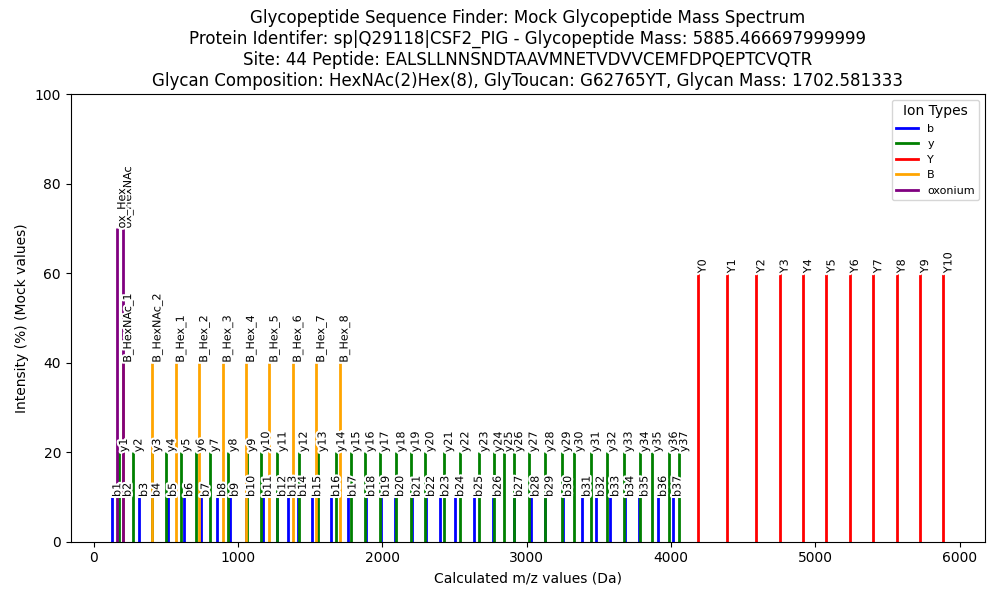 Glycopeptide Sequence Finder: Mock Glycopeptide Mass Spectrum
Protein Identifer: sp|Q29118|CSF2_PIG - Glycopeptide Mass: 5885.466697999999
Site: 44 Peptide: EALSLLNNSNDTAAVMNETVDVVCEMFDPQEPTCVQTR
Glycan Composition: HexNAc(2)Hex(8), GlyToucan: G62765YT, Glycan Mass: 1702.581333
Intensity (%) (Mock values)
100
80
60
40
20
0
Ion Types
b
y
Y
B
oxonium
ox_Hex
ox_HexNAc
Y0 Y1 Y2 Y3 Y4 Y5 Y6 Y7 Y8 Y9 Y10
B_HexNAc_1 B_HexNAc_2 B_Hex_1 B_Hex_2 B_Hex_3 B_Hex_4 B_Hex_5 B_Hex_6 B_Hex_7 B_Hex_8
y1 y2 y3 y4 y5 y6 y7 y8 y9 y10 y11 y12 y13 y14 y15 y16 y17 y18 y19 y20 y21 y22 y23 y24 y25 y26 y27 y28 y29 y30 y31 y32 y33 y34 y35 y36 y37
b1 b2 b3 b4 b5 b6 b7 b8 b9 b10 b11 b12 b13 b14 b15 b16 b17 b18 b19 b20 b21 b22 b23 b24 b25 b26 b27 b28 b29 b30 b31 b32 b33 b34 b35 b36 b37
0 1000 2000 3000 4000 5000 6000
Calculated m/z values (Da)